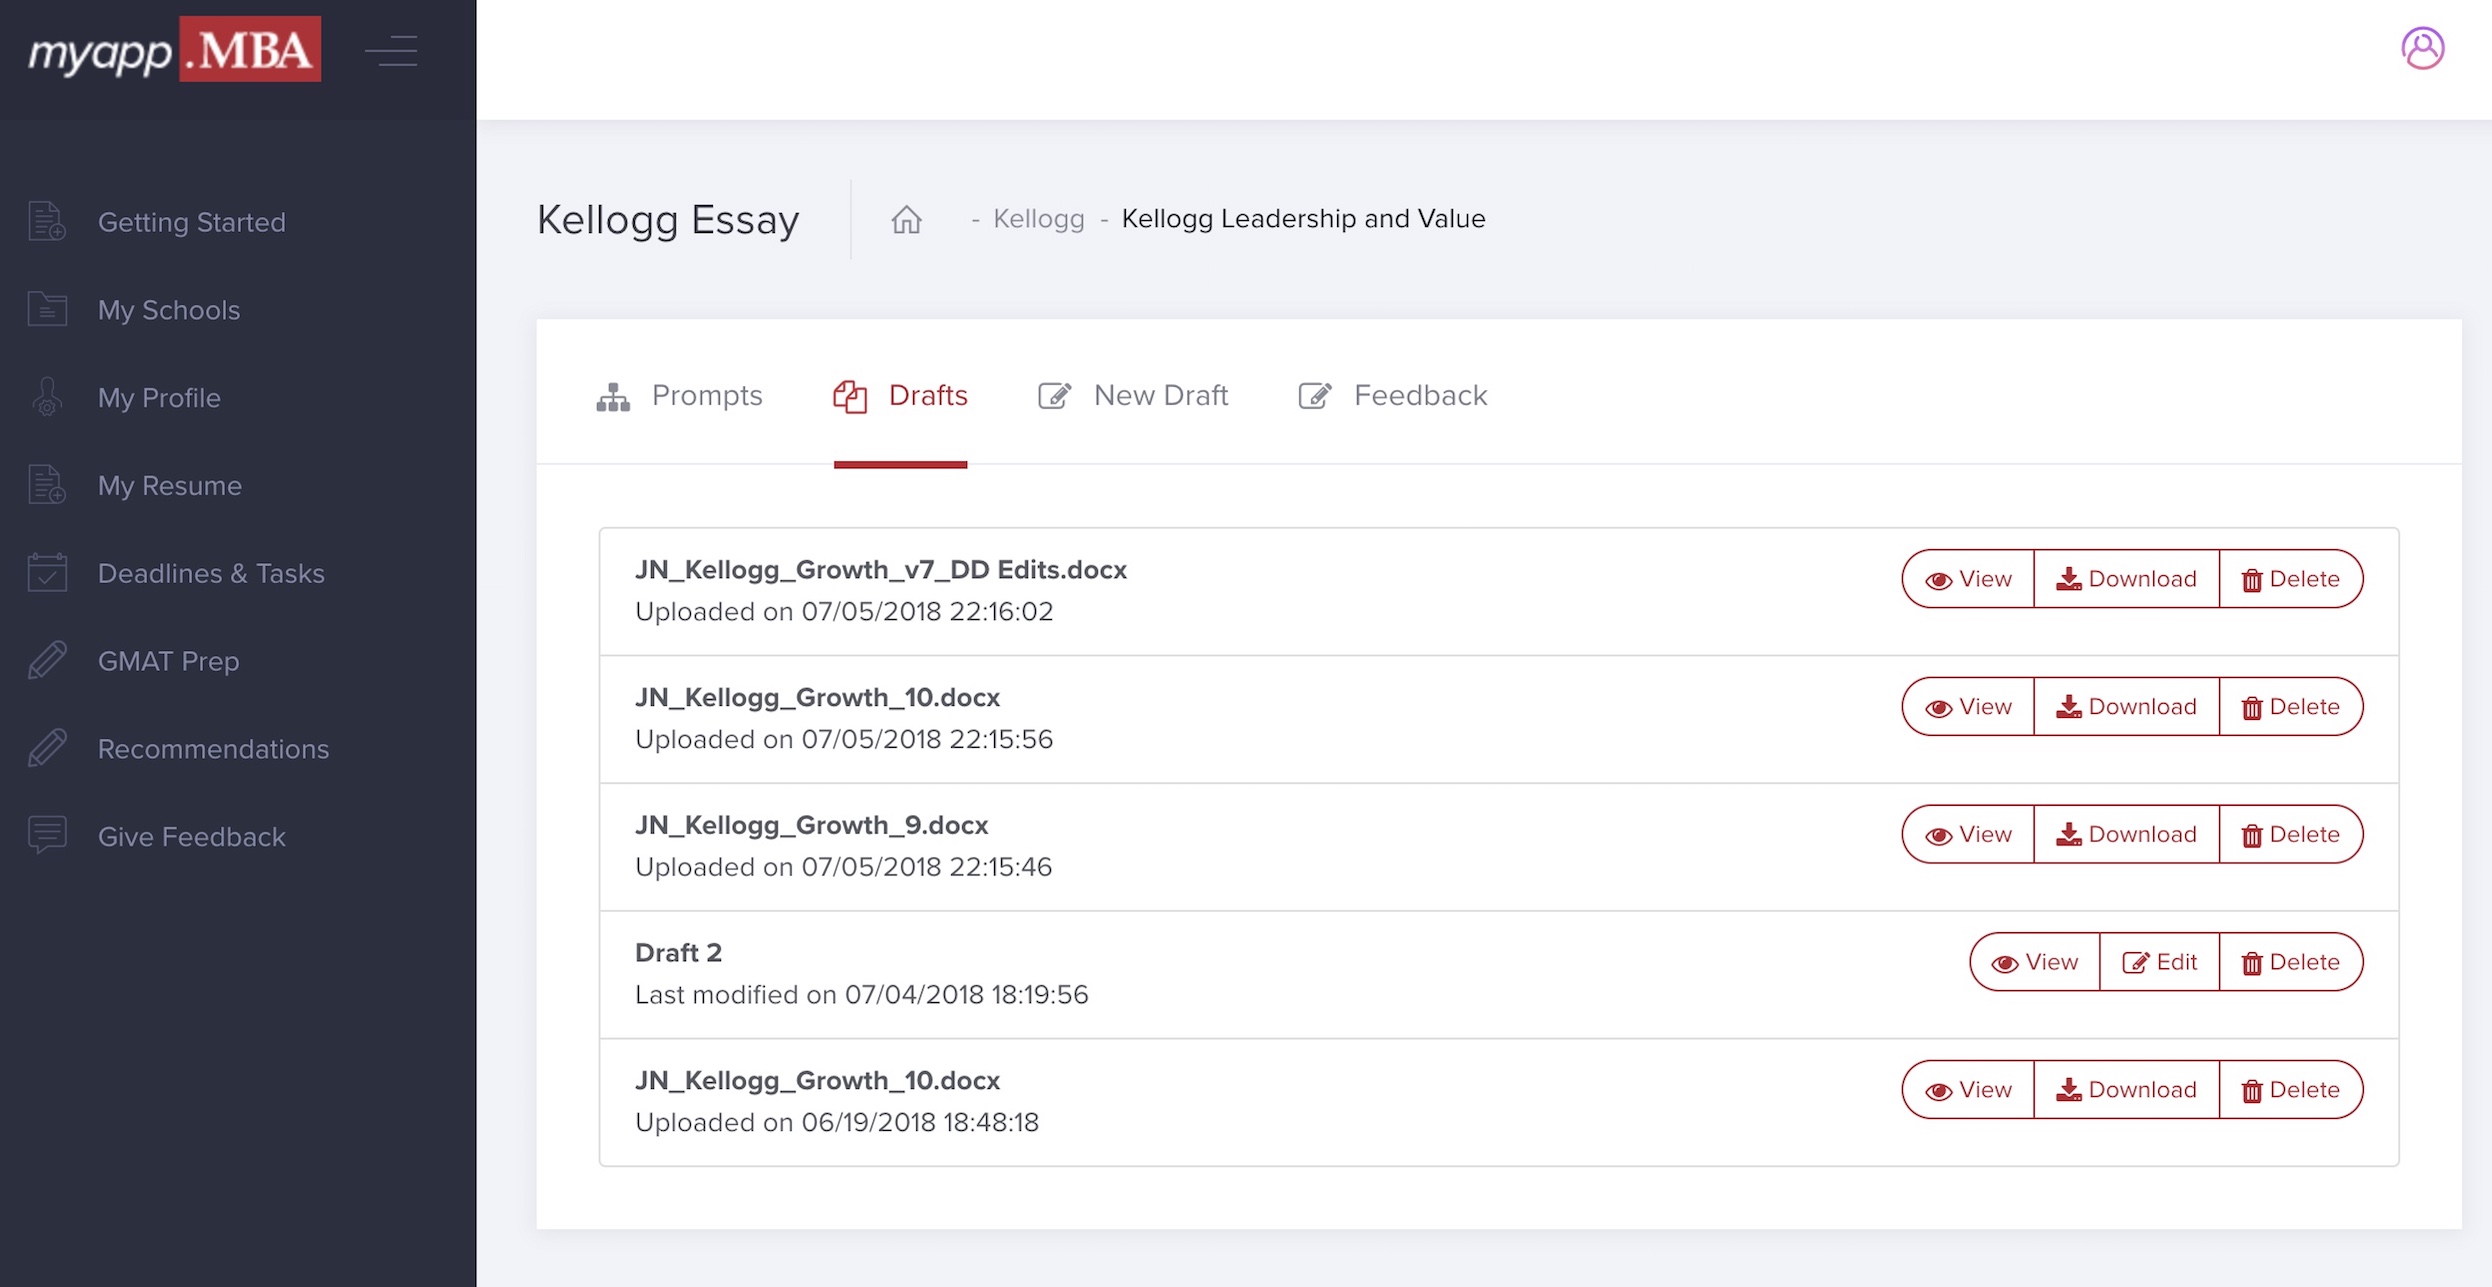 myapp.MBA
Getting Started
My Schools
My Profile
My Resume
Deadlines & Tasks
GMAT Prep
Recommendations
Give Feedback
Kellogg Essay - Kellogg - Kellogg Leadership and Value
Prompts Drafts New Draft Feedback
JN_Kellogg_Growth_v7_DD Edits.docx
Uploaded on 07/05/2018 22:16:02
View Download Delete
JN_Kellogg_Growth_10.docx
Uploaded on 07/05/2018 22:15:56
View Download Delete
JN_Kellogg_Growth_9.docx
Uploaded on 07/05/2018 22:15:46
View Download Delete
Draft 2
Last modified on 07/04/2018 18:19:56
View Edit Delete
JN_Kellogg_Growth_10.docx
Uploaded on 06/19/2018 18:48:18
View Download Delete